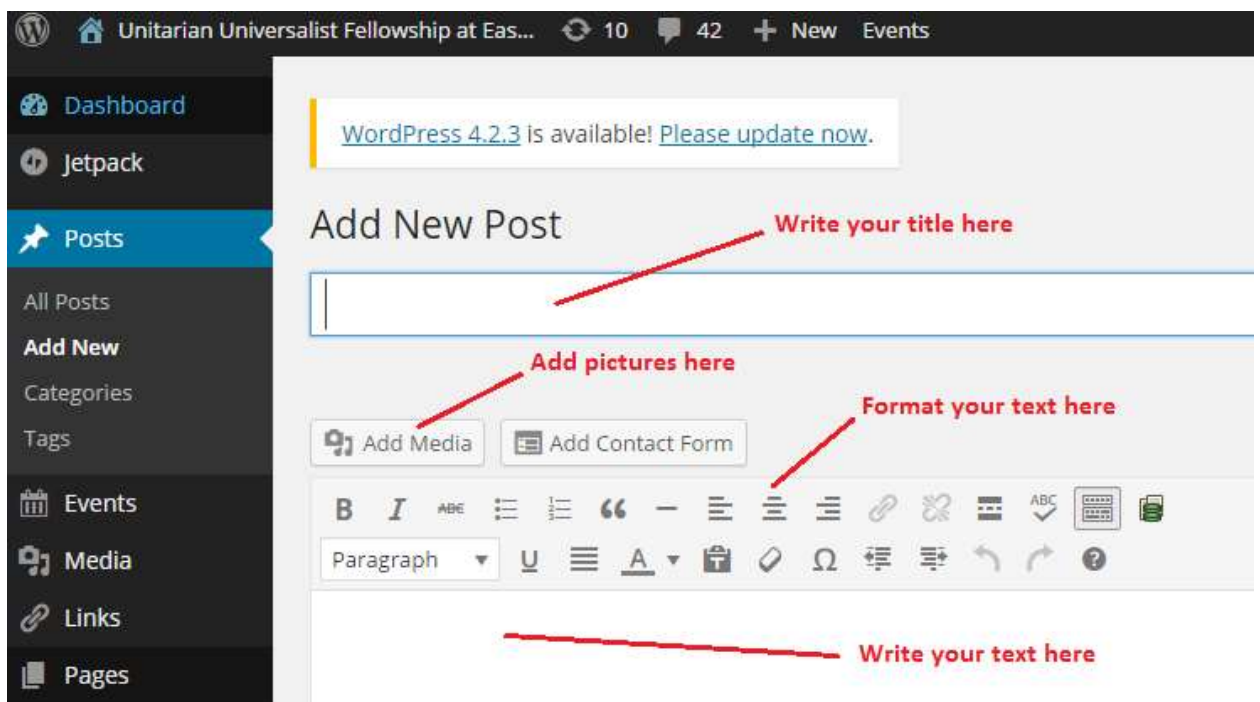 Unitarian Universalist Fellowship at Eas... 10 42 + New Events
Dashboard
Jetpack
Posts
All Posts
Add New
Categories
Tags
Events
Media
Links
Pages
WordPress 4.2.3 is available! Please update now.
Add New Post
Write your title here
Add pictures here
Format your text here
Add Media
Add Contact Form
B I ABE ABC
Paragraph U A Ω
Write your text here